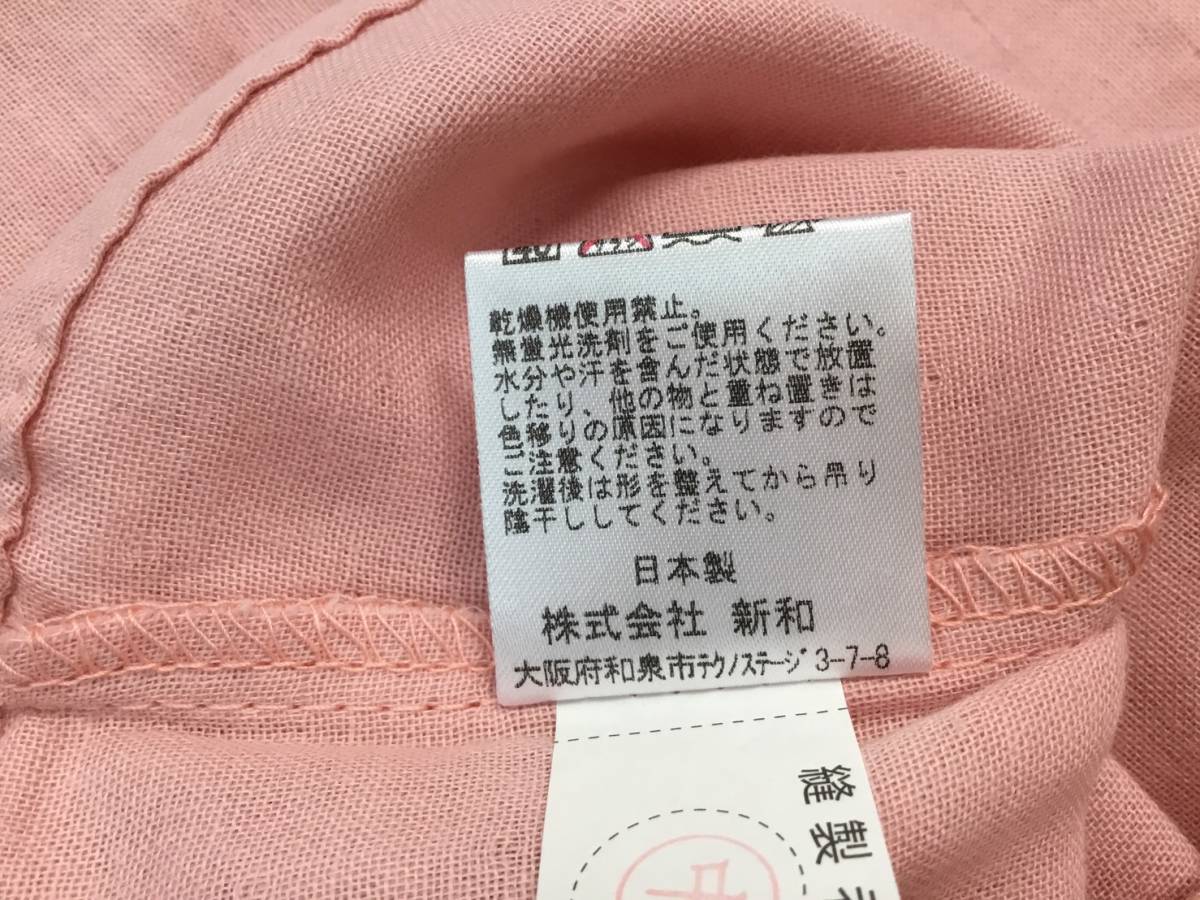 乾燥機使用禁止。
無蛍光洗剤をご使用ください。
水分や汗を含んだ状態で放置
したり、他の物と重ね置きは
色移りの原因になりますので
ご注意ください。
洗濯後は形を整えてから吊り
陰干ししてください。
日本製
株式会社 新和
大阪府和泉市テクノステージ 3-7-8
縫製